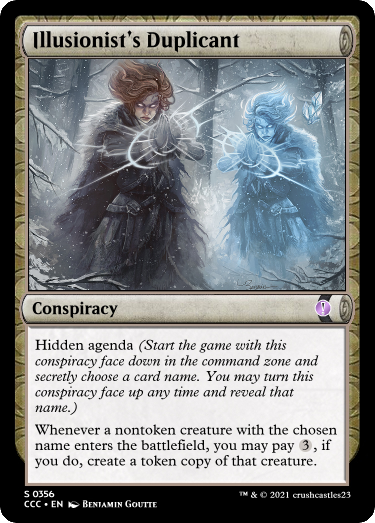 Illusionist's Duplicant
Conspiracy
Hidden agenda (Start the game with this
conspiracy face down in the command zone and
secretly choose a card name. You may turn this
conspiracy face up any time and reveal that
name.)
Whenever a nontoken creature with the chosen
name enters the battlefield, you may pay 3, if
you do, create a token copy of that creature.
S 0356
CCC • EN Benjamin Goutte
™ & © 2021 crushcastles23